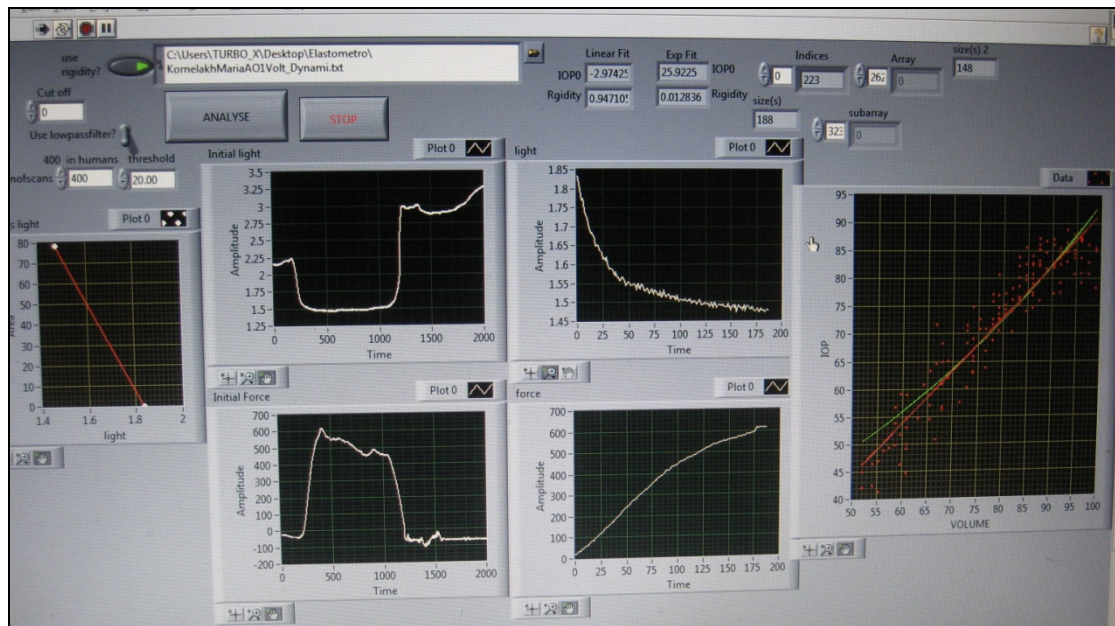 use
rigidity?
C:\Users\TURBO_X\Desktop\Elastometro\
KornelakhMariaAO1Volt_Dynami.txt
Cut off
0
ANALYSE
STOP
Use lowpassfilter?
400 in humans threshold
nofscans 400 20.00
Linear Fit Exp Fit
IOP0 -2.97425 25.9225 IOP0
Rgidity 0.947105 0.012836 Rgidity
Indices
0 223
Array
262 0
size(s) 2
148
size(s)
188
subarray
323 0
s light
Plot 0
80
70
60
50
40
30
20
10
0
1.4 1.6 1.8 2
light
Initial light
Plot 0
3.5
3.25
3
2.75
2.5
2.25
2
1.75
1.5
1.25
Amplitude
0 500 1000 1500 2000
Time
light
Plot 0
1.85
1.8
1.75
1.7
1.65
1.6
1.55
1.5
1.45
Amplitude
0 25 50 75 100 125 150 175 200
Time
Initial Force
Plot 0
700
600
500
400
300
200
100
0
-100
-200
Amplitude
0 500 1000 1500 2000
Time
force
Plot 0
700
600
500
400
300
200
100
0
Amplitude
0 25 50 75 100 125 150 175 200
Time
Data
95
90
85
80
75
70
65
60
55
50
45
40
IOP
50 55 60 65 70 75 80 85 90 95 100
VOLUME